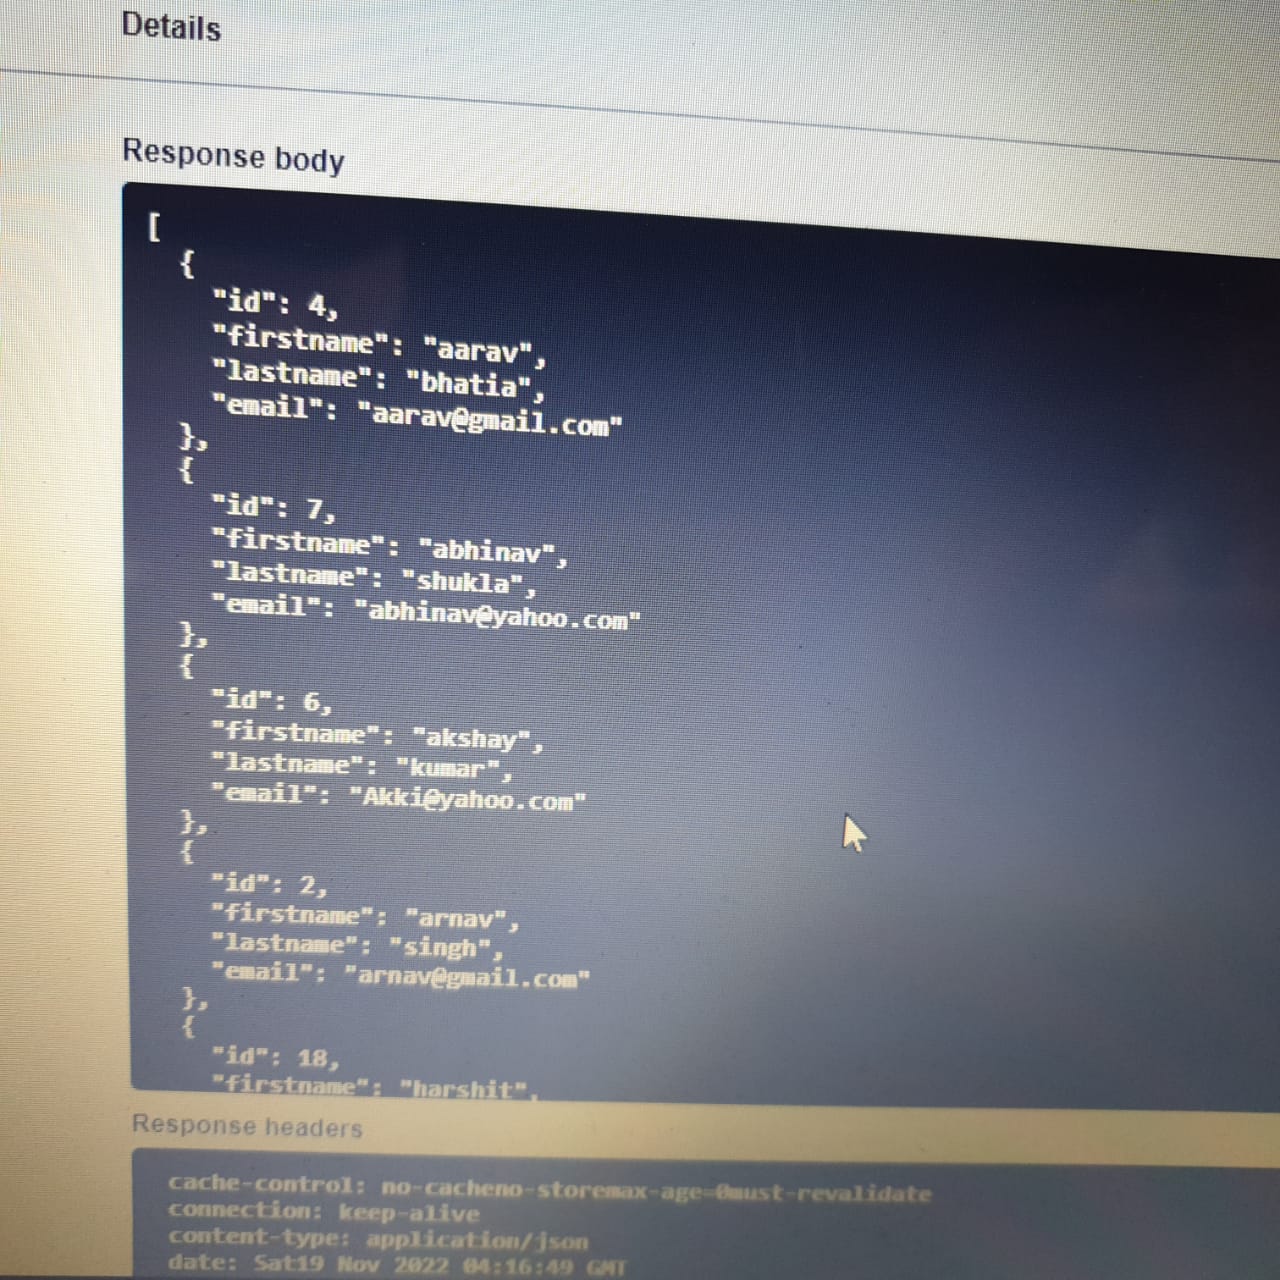 Details
Response body
[
{
"id": 4,
"firstname": "aarav",
"lastname": "bhatia",
"email": "aarav@gmail.com"
},
{
"id": 7,
"firstname": "abhinav",
"lastname": "shukla",
"email": "abhinav@yahoo.com"
},
{
"id": 6,
"firstname": "akshay",
"lastname": "kumar",
"email": "Akki@yahoo.com"
},
{
"id": 2,
"firstname": "arnav",
"lastname": "singh",
"email": "arnav@gmail.com"
},
{
"id": 18,
"firstname": "harshit",
Response headers
cache-control: no-cacheno-storemax-age=0must-revalidate
connection: keep-alive
content-type: application/json
date: Sat19 Nov 2022 04:16:49 GMT